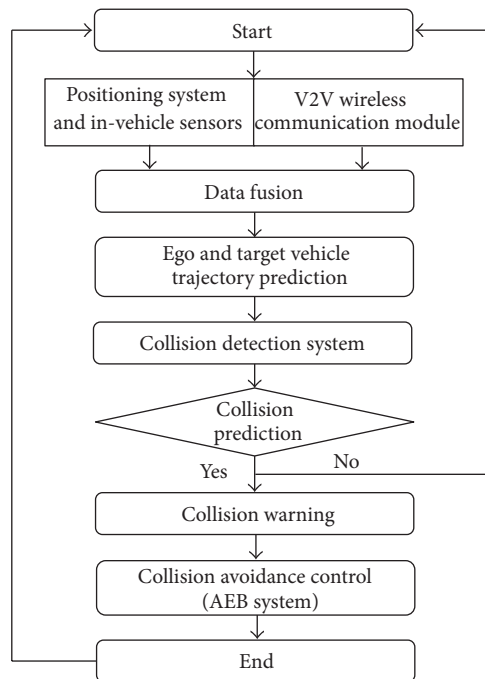 Start
Positioning system
and in-vehicle sensors
V2V wireless
communication module
Data fusion
Ego and target vehicle
trajectory prediction
Collision detection system
Collision
prediction
Yes
No
Collision warning
Collision avoidance control
(AEB system)
End